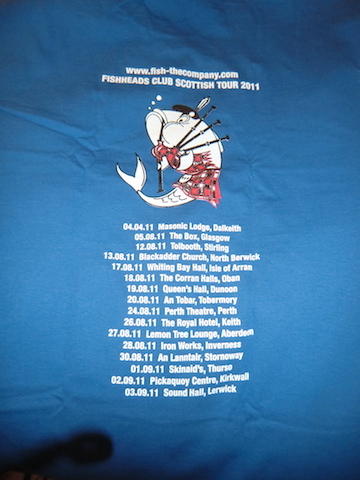 www.fish-thecompany.com
FISHHEADS CLUB SCOTTISH TOUR 2011
04.04.11 Masonic Lodge, Dalkeith
05.08.11 The Box, Glasgow
12.08.11 Tolbooth, Stirling
13.08.11 Blackadder Church, North Berwick
17.08.11 Whiting Bay Hall, Isle of Arran
18.08.11 The Corran Halls, Oban
19.08.11 Queen's Hall, Dunoon
20.08.11 An Tobar, Tobermory
24.08.11 Perth Theatre, Perth
26.08.11 The Royal Hotel, Keith
27.08.11 Lemon Tree Lounge, Aberdeen
28.08.11 Iron Works, Inverness
30.08.11 An Lanntair, Stornoway
01.09.11 Skinaid's, Thurso
02.09.11 Pickaquoy Centre, Kirkwall
03.09.11 Sound Hall, Lerwick